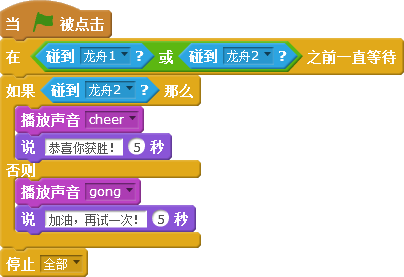 当 被点击
在 碰到 龙舟1 ? 或 碰到 龙舟2 ? 之前一直等待
如果 碰到 龙舟2 ? 那么
播放声音 cheer
说 恭喜你获胜! 5 秒
否则
播放声音 gong
说 加油，再试一次! 5 秒
停止 全部